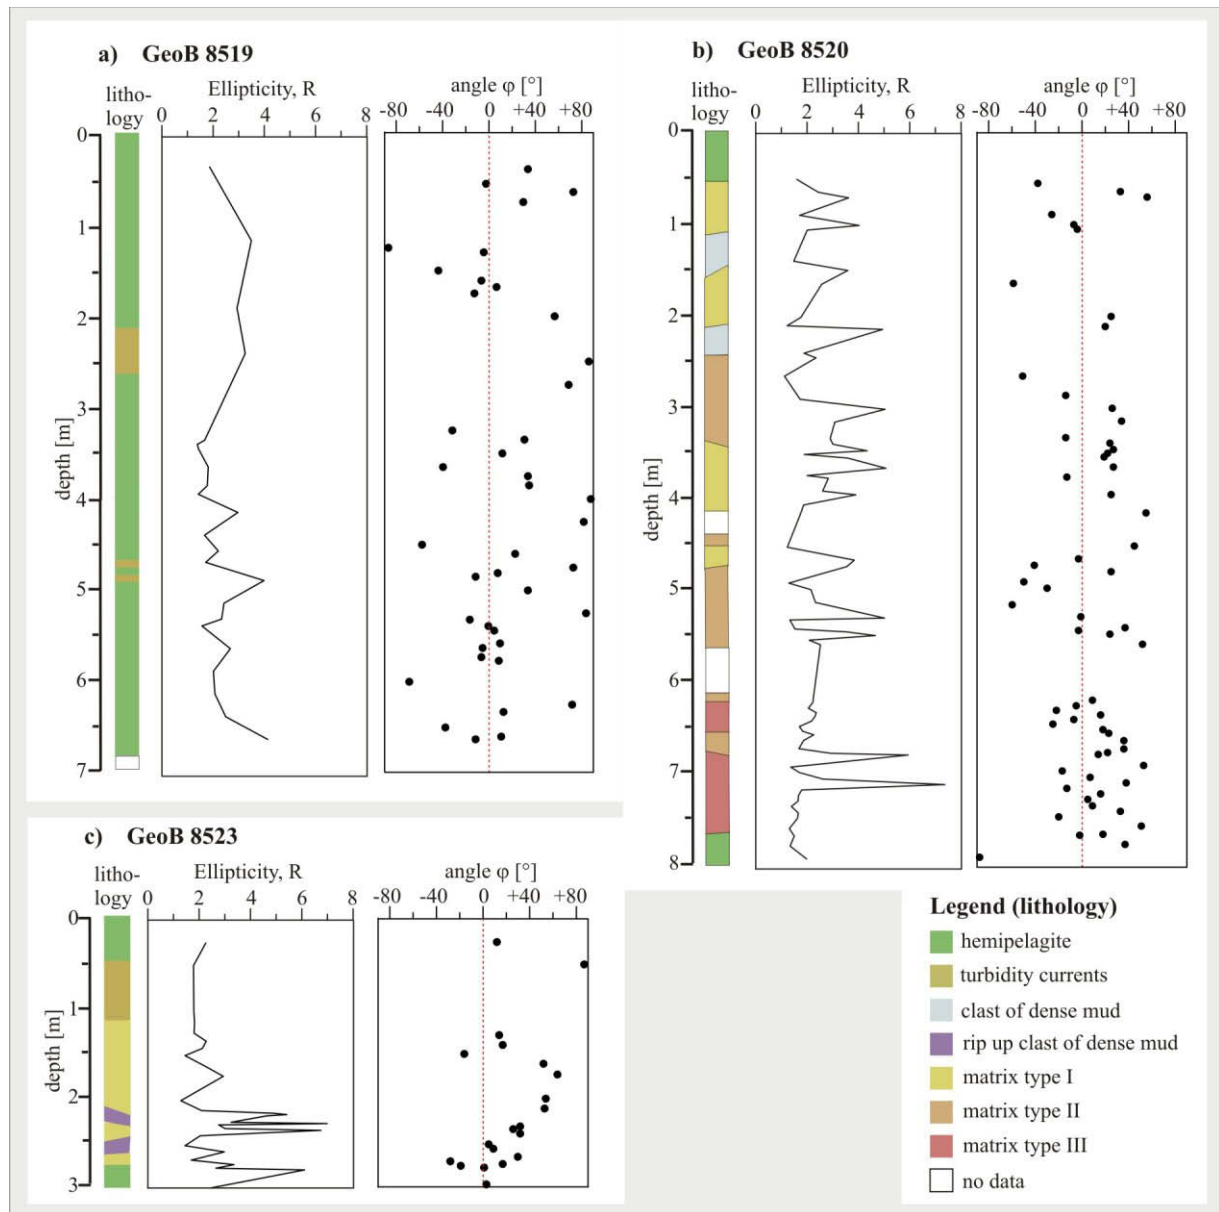 a) GeoB 8519
litho-
logy
Ellipticity, R
0 2 4 6 8
angle φ [°]
-80 -40 0 +40 +80
depth [m]
0
1
2
3
4
5
6
7
b) GeoB 8520
litho-
logy
Ellipticity, R
0 2 4 6 8
angle φ [°]
-80 -40 0 +40 +80
depth [m]
0
1
2
3
4
5
6
7
8
c) GeoB 8523
litho-
logy
Ellipticity, R
0 2 4 6 8
angle φ [°]
-80 -40 0 +40 +80
depth [m]
0
1
2
3
Legend (lithology)
hemipelagite
turbidity currents
clast of dense mud
rip up clast of dense mud
matrix type I
matrix type II
matrix type III
no data